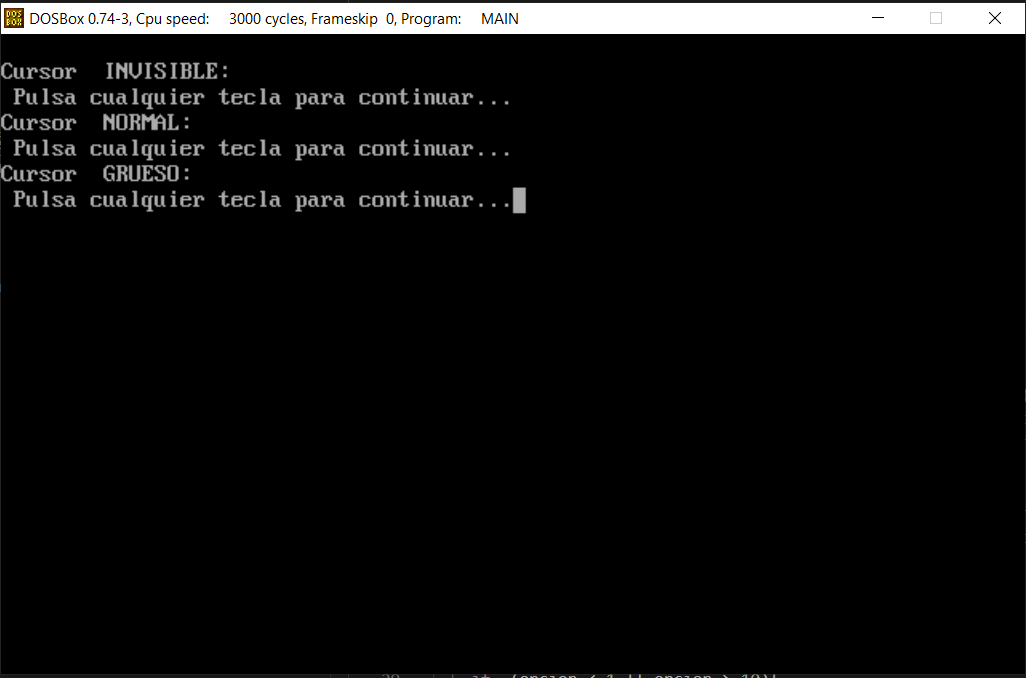 DOSBox 0.74-3, Cpu speed: 3000 cycles, Frameskip 0, Program: MAIN
Cursor INVISIBLE:
Pulsa cualquier tecla para continuar...
Cursor NORMAL:
Pulsa cualquier tecla para continuar...
Cursor GRUESO:
Pulsa cualquier tecla para continuar...